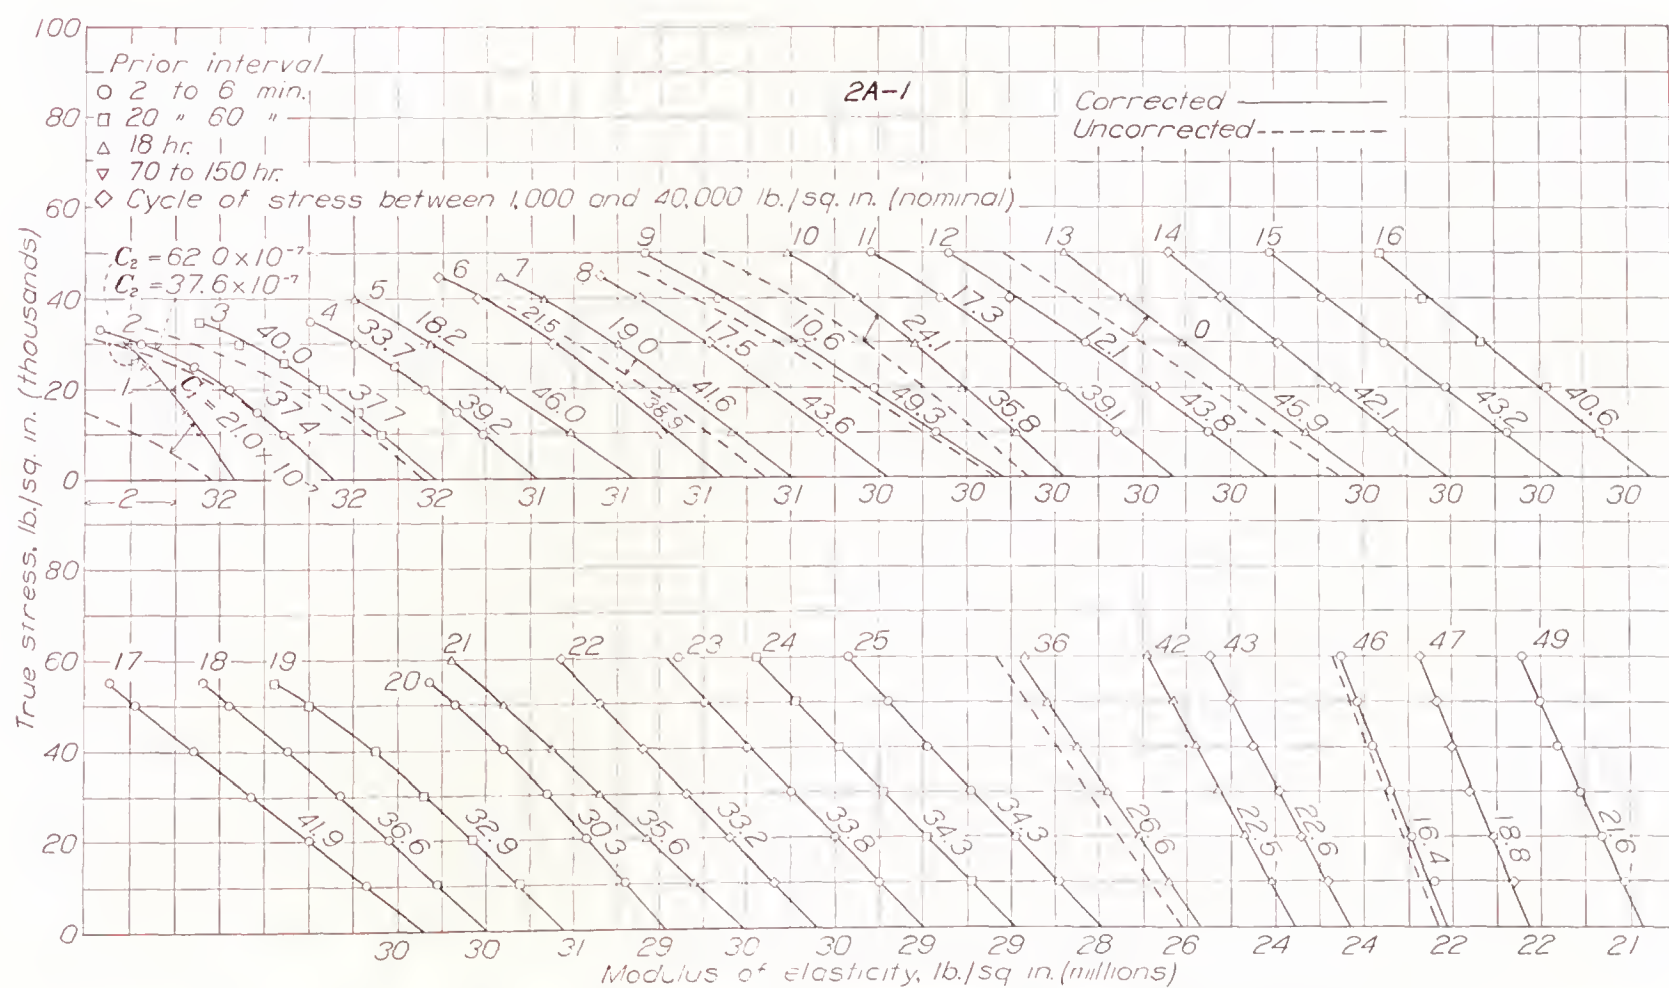 2A-1
Prior interval
○ 2 to 6 min.
□ 20 " 60 "
△ 18 hr.
▽ 70 to 150 hr.
◇ Cycle of stress between 1,000 and 40,000 lb./sq. in. (nominal)
Corrected
Uncorrected
True stress, lb./sq. in. (thousands)
100
80
60
40
20
0
C₂ = 62.0 x 10⁻⁷
C₂ = 37.6 x 10⁻⁷
C₁ = 21.0 x 10⁻⁷
1 2 3 4 5 6 7 8 9 10 11 12 13 14 15 16
37.4 40.0 37.7 33.7 39.2 18.2 46.0 21.5 38.9 19.0 41.6 17.5 43.6 10.6 49.3 24.1 35.8 17.3 39.1 12.1 43.8 0 45.9 42.1 43.2 40.6
2 32 32 32 31 31 31 31 30 30 30 30 30 30 30 30
80
60
40
20
0
17 18 19 20 21 22 23 24 25 36 42 43 46 47 49
41.9 36.6 32.9 30.3 35.6 33.2 33.8 34.3 34.3 26.6 22.5 22.6 16.4 18.8 21.6
30 30 31 29 30 30 29 29 28 26 24 24 22 22 21
Modulus of elasticity, lb./sq in. (millions)